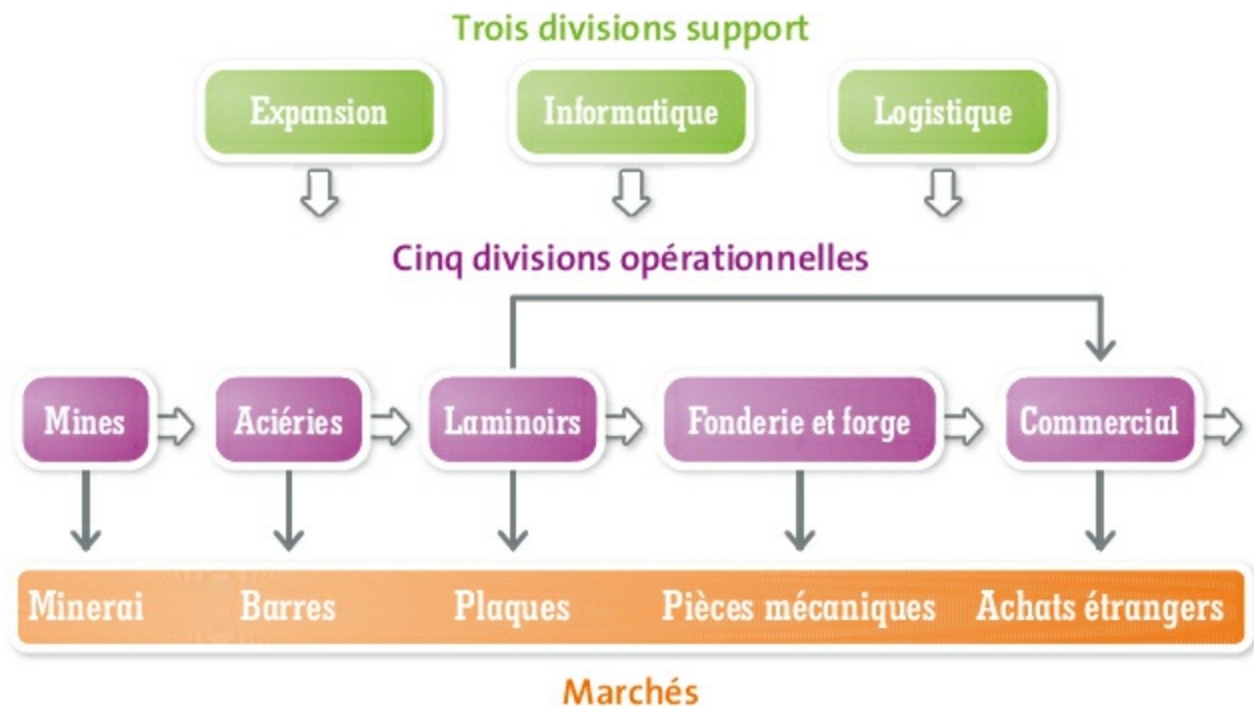 Trois divisions support
Expansion Informatique Logistique
Cinq divisions opérationnelles
Mines Aciéries Laminoirs Fonderie et forge Commercial
Minerai Barres Plaques Pièces mécaniques Achats étrangers
Marchés